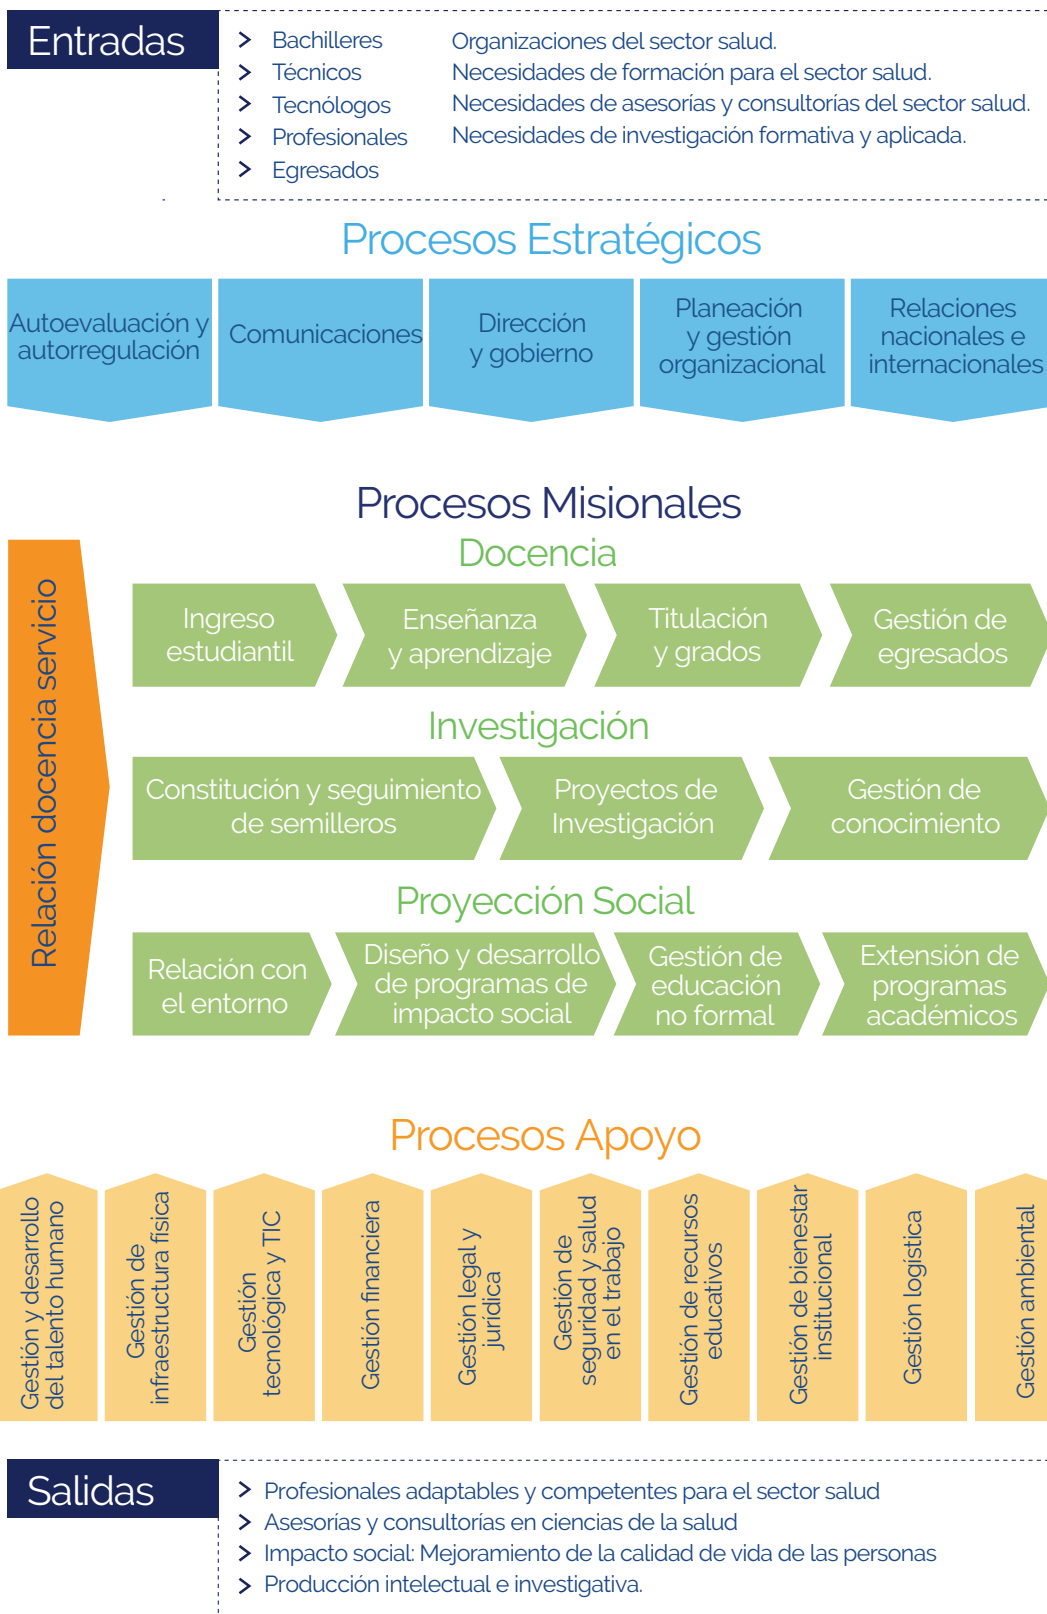 Entradas
Bachilleres
Técnicos
Tecnólogos
Profesionales
Egresados
Organizaciones del sector salud.
Necesidades de formación para el sector salud.
Necesidades de asesorías y consultorías del sector salud.
Necesidades de investigación formativa y aplicada.
Procesos Estratégicos
Autoevaluación y
autorregulación
Comunicaciones
Dirección
y gobierno
Planeación
y gestión
organizacional
Relaciones
nacionales e
internacionales
Procesos Misionales
Relación docencia servicio
Docencia
Ingreso
estudiantil
Enseñanza
y aprendizaje
Titulación
y grados
Gestión de
egresados
Investigación
Constitución y seguimiento
de semilleros
Proyectos de
Investigación
Gestión de
conocimiento
Proyección Social
Relación con
el entorno
Diseño y desarrollo
de programas de
impacto social
Gestión de
educación
no formal
Extensión de
programas
académicos
Procesos Apoyo
Gestión y desarrollo
del talento humano
Gestión de
infraestructura física
Gestión
tecnológica y TIC
Gestión financiera
Gestión legal y
jurídica
Gestión de
seguridad y salud
en el trabajo
Gestión de recursos
educativos
Gestión de bienestar
institucional
Gestión logística
Gestión ambiental
Salidas
Profesionales adaptables y competentes para el sector salud
Asesorías y consultorías en ciencias de la salud
Impacto social: Mejoramiento de la calidad de vida de las personas
Producción intelectual e investigativa.